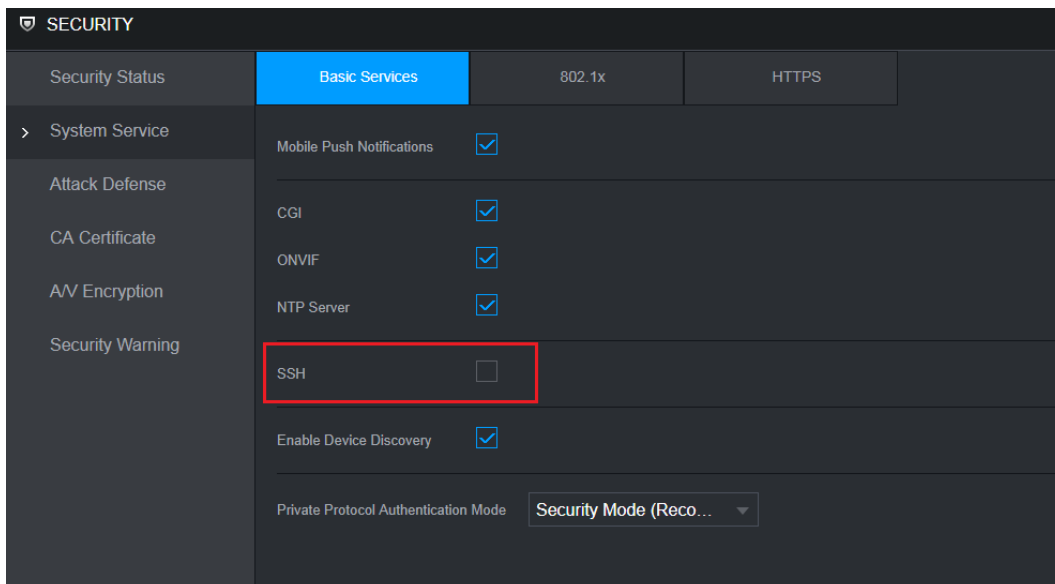 SECURITY
Security Status
System Service
Attack Defense
CA Certificate
A/V Encryption
Security Warning
Basic Services
802.1x
HTTPS
Mobile Push Notifications
CGI
ONVIF
NTP Server
SSH
Enable Device Discovery
Private Protocol Authentication Mode
Security Mode (Reco...